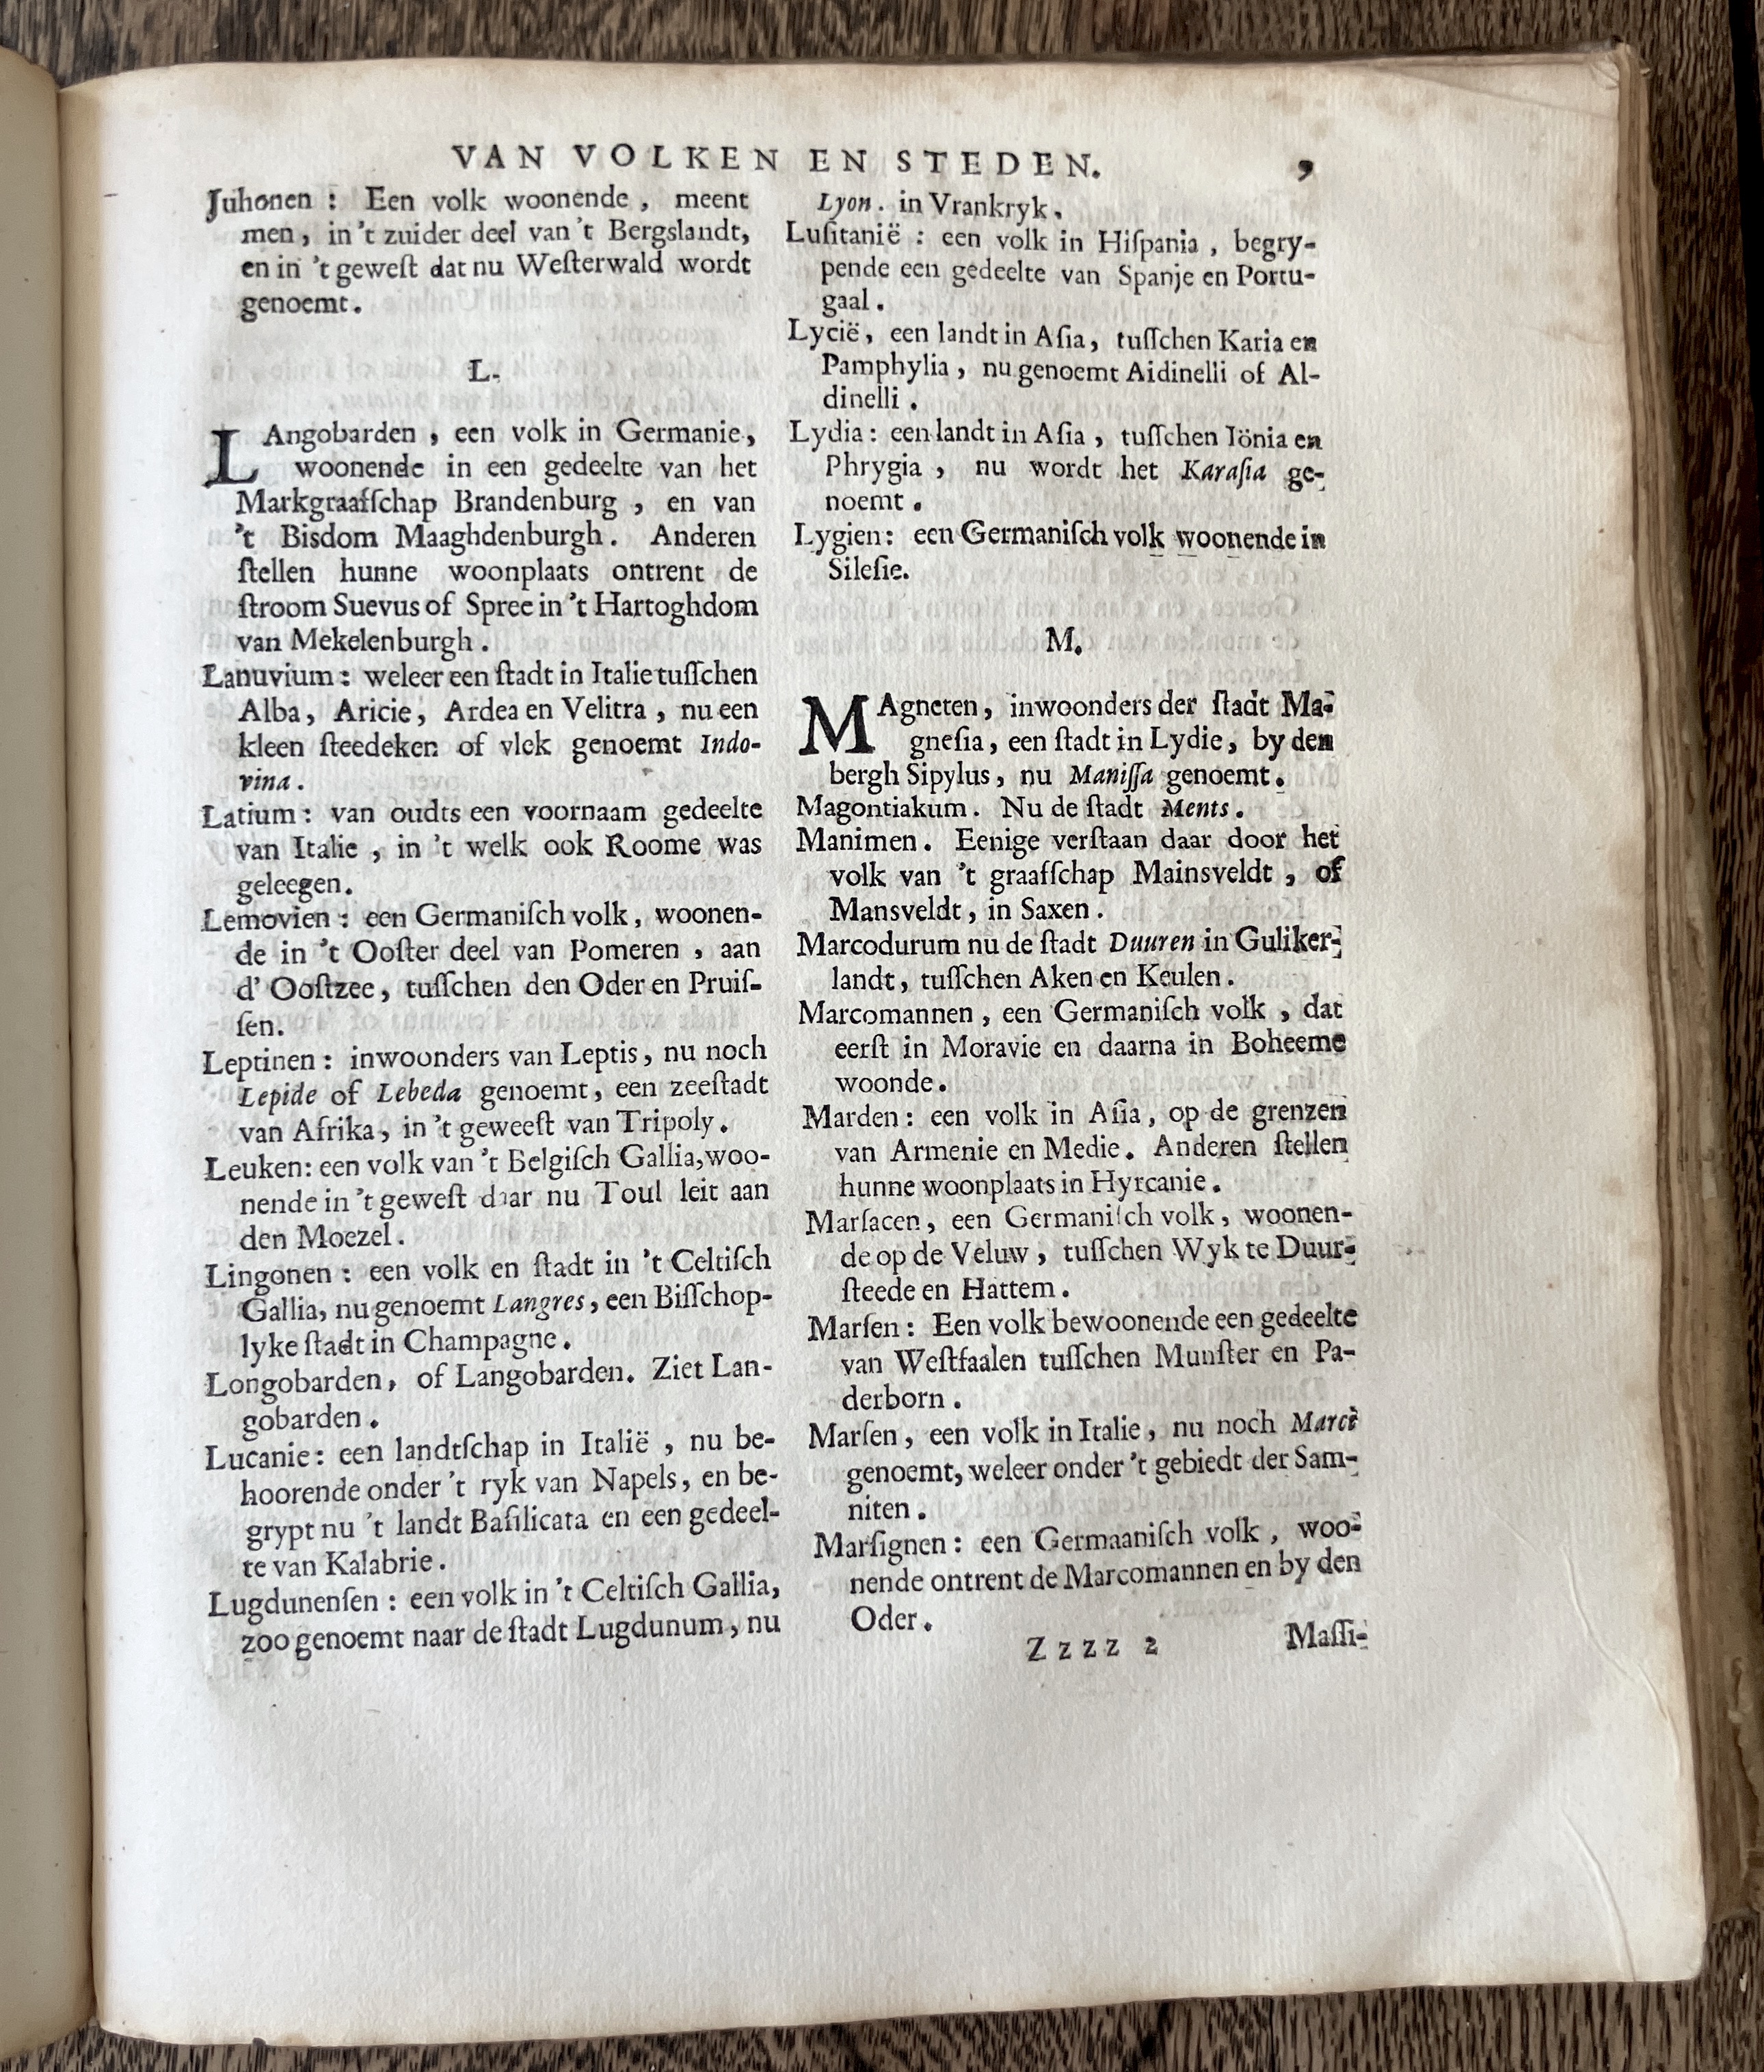 VAN VOLKEN EN STEDEN. 9
Juhonen : Een volk woonende , meent
men , in 't zuider deel van 't Bergslandt,
en in 't geweſt dat nu Weſterwald wordt
genoemt.
L.
LAngobarden , een volk in Germanie,
woonende in een gedeelte van het
Markgraafſchap Brandenburg , en van
't Bisdom Maaghdenburgh. Anderen
ſtellen hunne woonplaats ontrent de
ſtroom Suevus of Spree in 't Hartoghdom
van Mekelenburgh.
Lanuvium : weleer een ſtadt in Italie tuſſchen
Alba, Aricie, Ardea en Velitra , nu een
kleen ſteedeken of vlek genoemt Indo-
vina.
Latium : van oudts een voornaam gedeelte
van Italie , in 't welk ook Roome was
geleegen.
Lemovien : een Germaniſch volk, woonen-
de in 't Ooſter deel van Pomeren , aan
d' Ooſtzee, tuſſchen den Oder en Pruiſ-
ſen.
Leptinen : inwoonders van Leptis, nu noch
Lepide of Lebeda genoemt, een zeeſtadt
van Afrika, in 't geweeſt van Tripoly.
Leuken: een volk van 't Belgiſch Gallia, woo-
nende in 't geweſt daar nu Toul leit aan
den Moezel.
Lingonen : een volk en ſtadt in 't Celtiſch
Gallia, nu genoemt Langres, een Biſſchop-
lyke ſtadt in Champagne.
Longobarden, of Langobarden. Ziet Lan-
gobarden.
Lucanie: een landtſchap in Italië , nu be-
hoorende onder 't ryk van Napels, en be-
grypt nu 't landt Baſilicata en een gedeel-
te van Kalabrie.
Lugdunenſen : een volk in 't Celtiſch Gallia,
zoo genoemt naar de ſtadt Lugdunum, nu
Lyon. in Vrankryk.
Luſitanië : een volk in Hiſpania , begry-
pende een gedeelte van Spanje en Portu-
gaal.
Lycië, een landt in Aſia, tuſſchen Karia en
Pamphylia, nu genoemt Aidinelli of Al-
dinelli.
Lydia: een landt in Aſia , tuſſchen Iönia en
Phrygia , nu wordt het Karaſia ge-
noemt.
Lygien: een Germaniſch volk woonende in
Sileſie.
M.
MAgneten, inwoonders der ſtadt Ma-
gneſia, een ſtadt in Lydie, by den
bergh Sipylus, nu Maniſſa genoemt.
Magontiakum. Nu de ſtadt Ments.
Manimen. Eenige verſtaan daar door het
volk van 't graafſchap Mainsveldt , of
Mansveldt, in Saxen.
Marcodurum nu de ſtadt Duuren in Guliker-
landt, tuſſchen Aken en Keulen.
Marcomannen, een Germaniſch volk , dat
eerſt in Moravie en daarna in Boheeme
woonde.
Marden: een volk in Aſia, op de grenzen
van Armenie en Medie. Anderen ſtellen
hunne woonplaats in Hyrcanie.
Marſacen, een Germaniſch volk, woonen-
de op de Veluw, tuſſchen Wyk te Duur-
ſteede en Hattem.
Marſen: Een volk bewoonende een gedeelte
van Weſtfaalen tuſſchen Munſter en Pa-
derborn.
Marſen, een volk in Italie, nu noch Marcè
genoemt, weleer onder 't gebiedt der Sam-
niten.
Marſignen: een Germaaniſch volk, woo-
nende ontrent de Marcomannen en by den
Oder.
Zzzz 2 Maſſi-